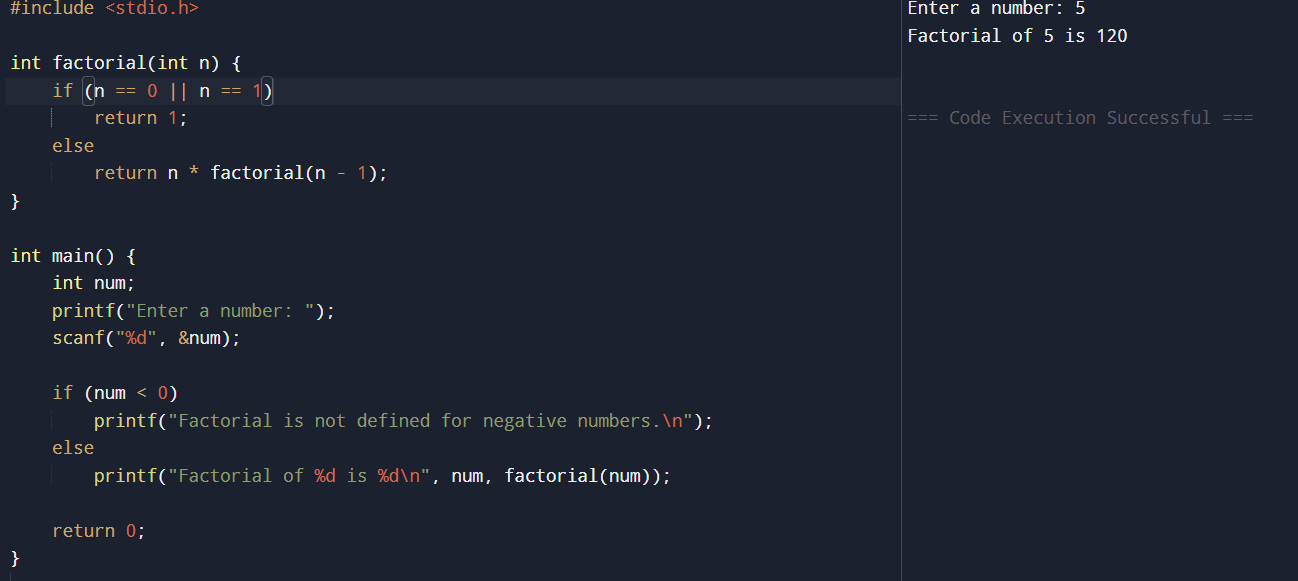 #include <stdio.h>
int factorial(int n) {
    if (n == 0 || n == 1)
        return 1;
    else
        return n * factorial(n - 1);
}
int main() {
    int num;
    printf("Enter a number: ");
    scanf("%d", &num);
    if (num < 0)
        printf("Factorial is not defined for negative numbers.\n");
    else
        printf("Factorial of %d is %d\n", num, factorial(num));
    return 0;
}
Enter a number: 5
Factorial of 5 is 120
=== Code Execution Successful ===